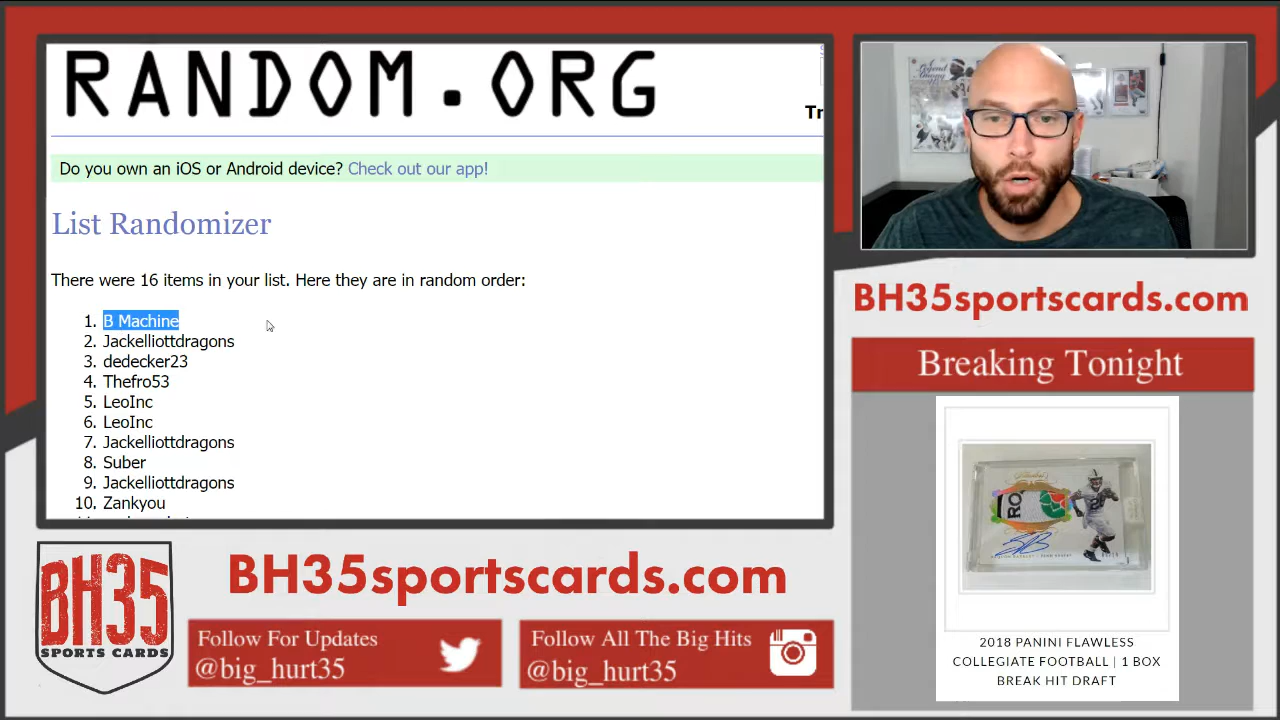 RANDOM.ORG
Tr
Do you own an iOS or Android device? Check out our app!
List Randomizer
There were 16 items in your list. Here they are in random order:
1. B Machine
2. Jackelliottdragons
3. dedecker23
4. Thefro53
5. LeoInc
6. LeoInc
7. Jackelliottdragons
8. Suber
9. Jackelliottdragons
10. Zankyou
BH35sportscards.com
Breaking Tonight
2018 PANINI FLAWLESS
COLLEGIATE FOOTBALL | 1 BOX
BREAK HIT DRAFT
BH35
SPORTS CARDS
BH35sportscards.com
Follow For Updates
@big_hurt35
Follow All The Big Hits
@big_hurt35